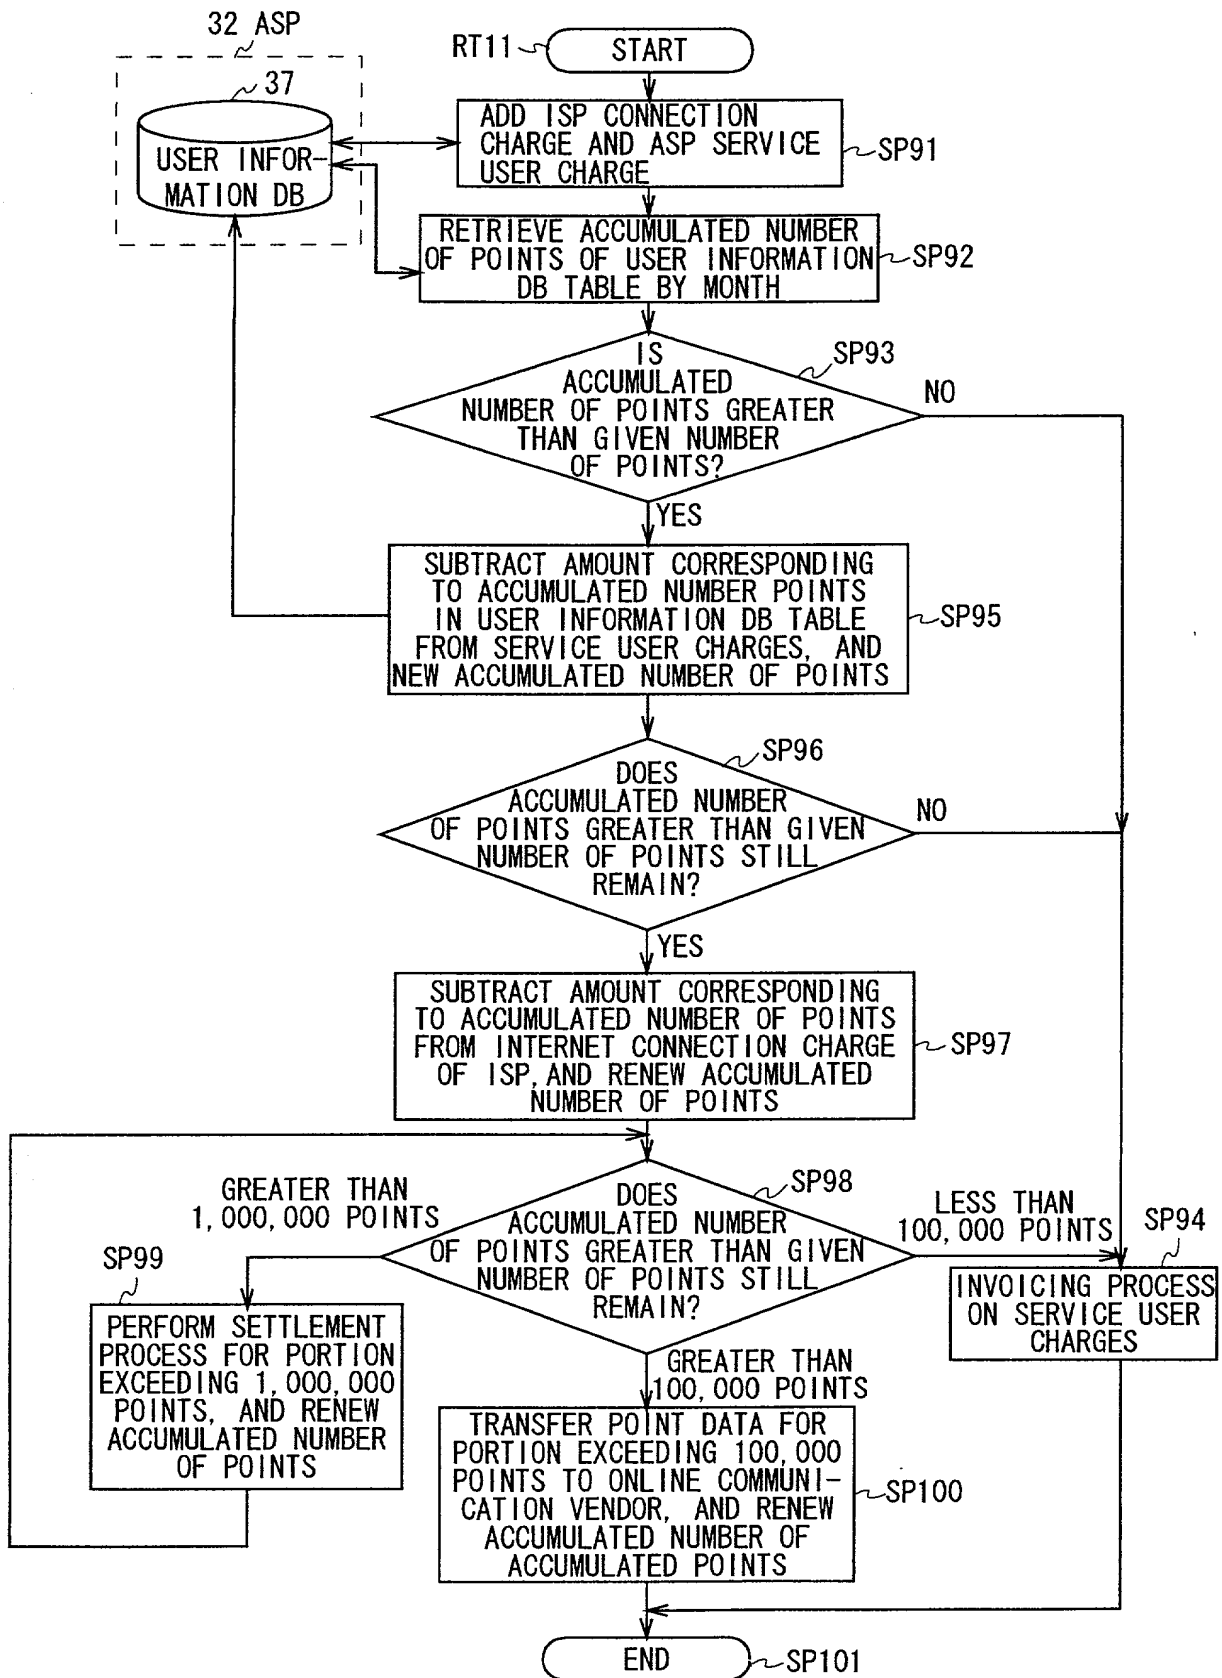 32 ASP
37
USER INFOR-
MATION DB
RT11
START
ADD ISP CONNECTION
CHARGE AND ASP SERVICE
USER CHARGE
SP91
RETRIEVE ACCUMULATED NUMBER
OF POINTS OF USER INFORMATION
DB TABLE BY MONTH
SP92
IS
ACCUMULATED
NUMBER OF POINTS GREATER
THAN GIVEN NUMBER
OF POINTS?
SP93
NO
YES
SUBTRACT AMOUNT CORRESPONDING
TO ACCUMULATED NUMBER POINTS
IN USER INFORMATION DB TABLE
FROM SERVICE USER CHARGES, AND
NEW ACCUMULATED NUMBER OF POINTS
SP95
DOES
ACCUMULATED NUMBER
OF POINTS GREATER THAN GIVEN
NUMBER OF POINTS STILL
REMAIN?
SP96
NO
YES
SUBTRACT AMOUNT CORRESPONDING
TO ACCUMULATED NUMBER OF POINTS
FROM INTERNET CONNECTION CHARGE
OF ISP, AND RENEW ACCUMULATED
NUMBER OF POINTS
SP97
DOES
ACCUMULATED NUMBER
OF POINTS GREATER THAN GIVEN
NUMBER OF POINTS STILL
REMAIN?
SP98
GREATER THAN
1,000,000 POINTS
LESS THAN
100,000 POINTS
SP94
INVOICING PROCESS
ON SERVICE USER
CHARGES
SP99
PERFORM SETTLEMENT
PROCESS FOR PORTION
EXCEEDING 1,000,000
POINTS, AND RENEW
ACCUMULATED NUMBER
OF POINTS
GREATER THAN
100,000 POINTS
TRANSFER POINT DATA FOR
PORTION EXCEEDING 100,000
POINTS TO ONLINE COMMUNI-
CATION VENDOR, AND RENEW
ACCUMULATED NUMBER OF
ACCUMULATED POINTS
SP100
END
SP101